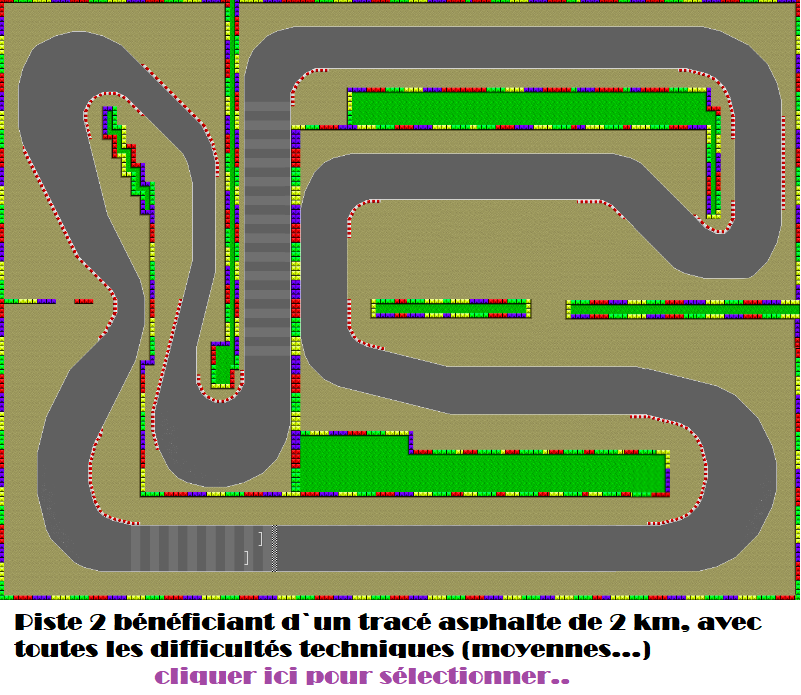 Piste 2 bénéficiant d`un tracé asphalte de 2 km, avec
toutes les difficultés techniques (moyennes...)
cliquer ici pour sélectionner..